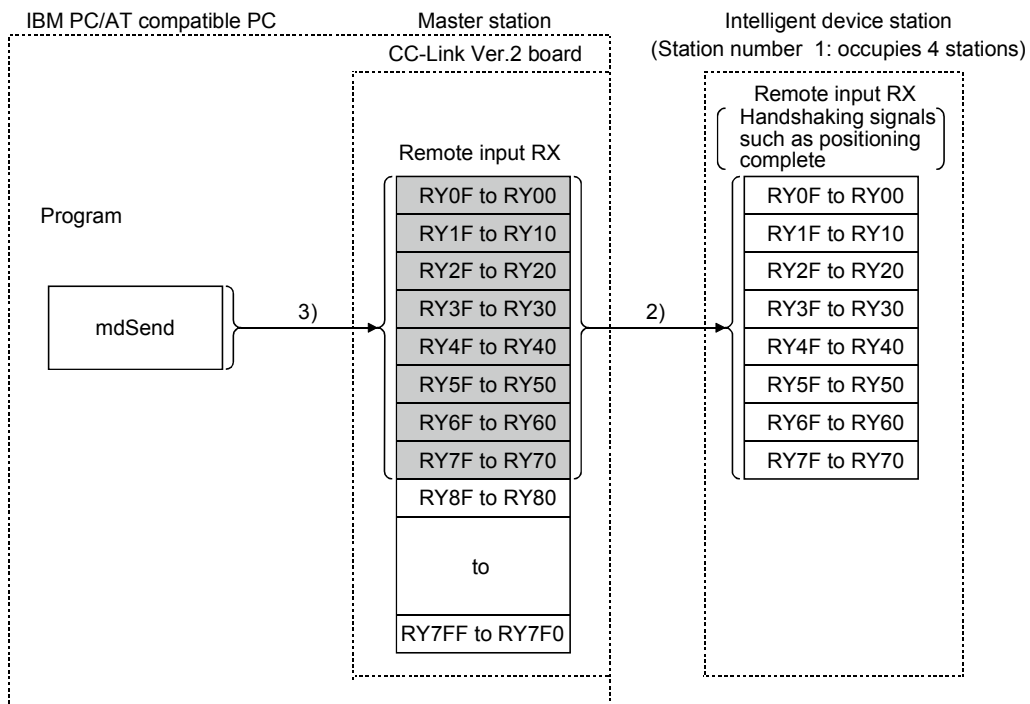 IBM PC/AT compatible PC
Master station
CC-Link Ver.2 board
Intelligent device station
(Station number 1: occupies 4 stations)
Program
mdSend
3)
Remote input RX
RY0F to RY00
RY1F to RY10
RY2F to RY20
RY3F to RY30
RY4F to RY40
RY5F to RY50
RY6F to RY60
RY7F to RY70
RY8F to RY80
to
RY7FF to RY7F0
2)
Remote input RX
Handshaking signals
such as positioning
complete
RY0F to RY00
RY1F to RY10
RY2F to RY20
RY3F to RY30
RY4F to RY40
RY5F to RY50
RY6F to RY60
RY7F to RY70